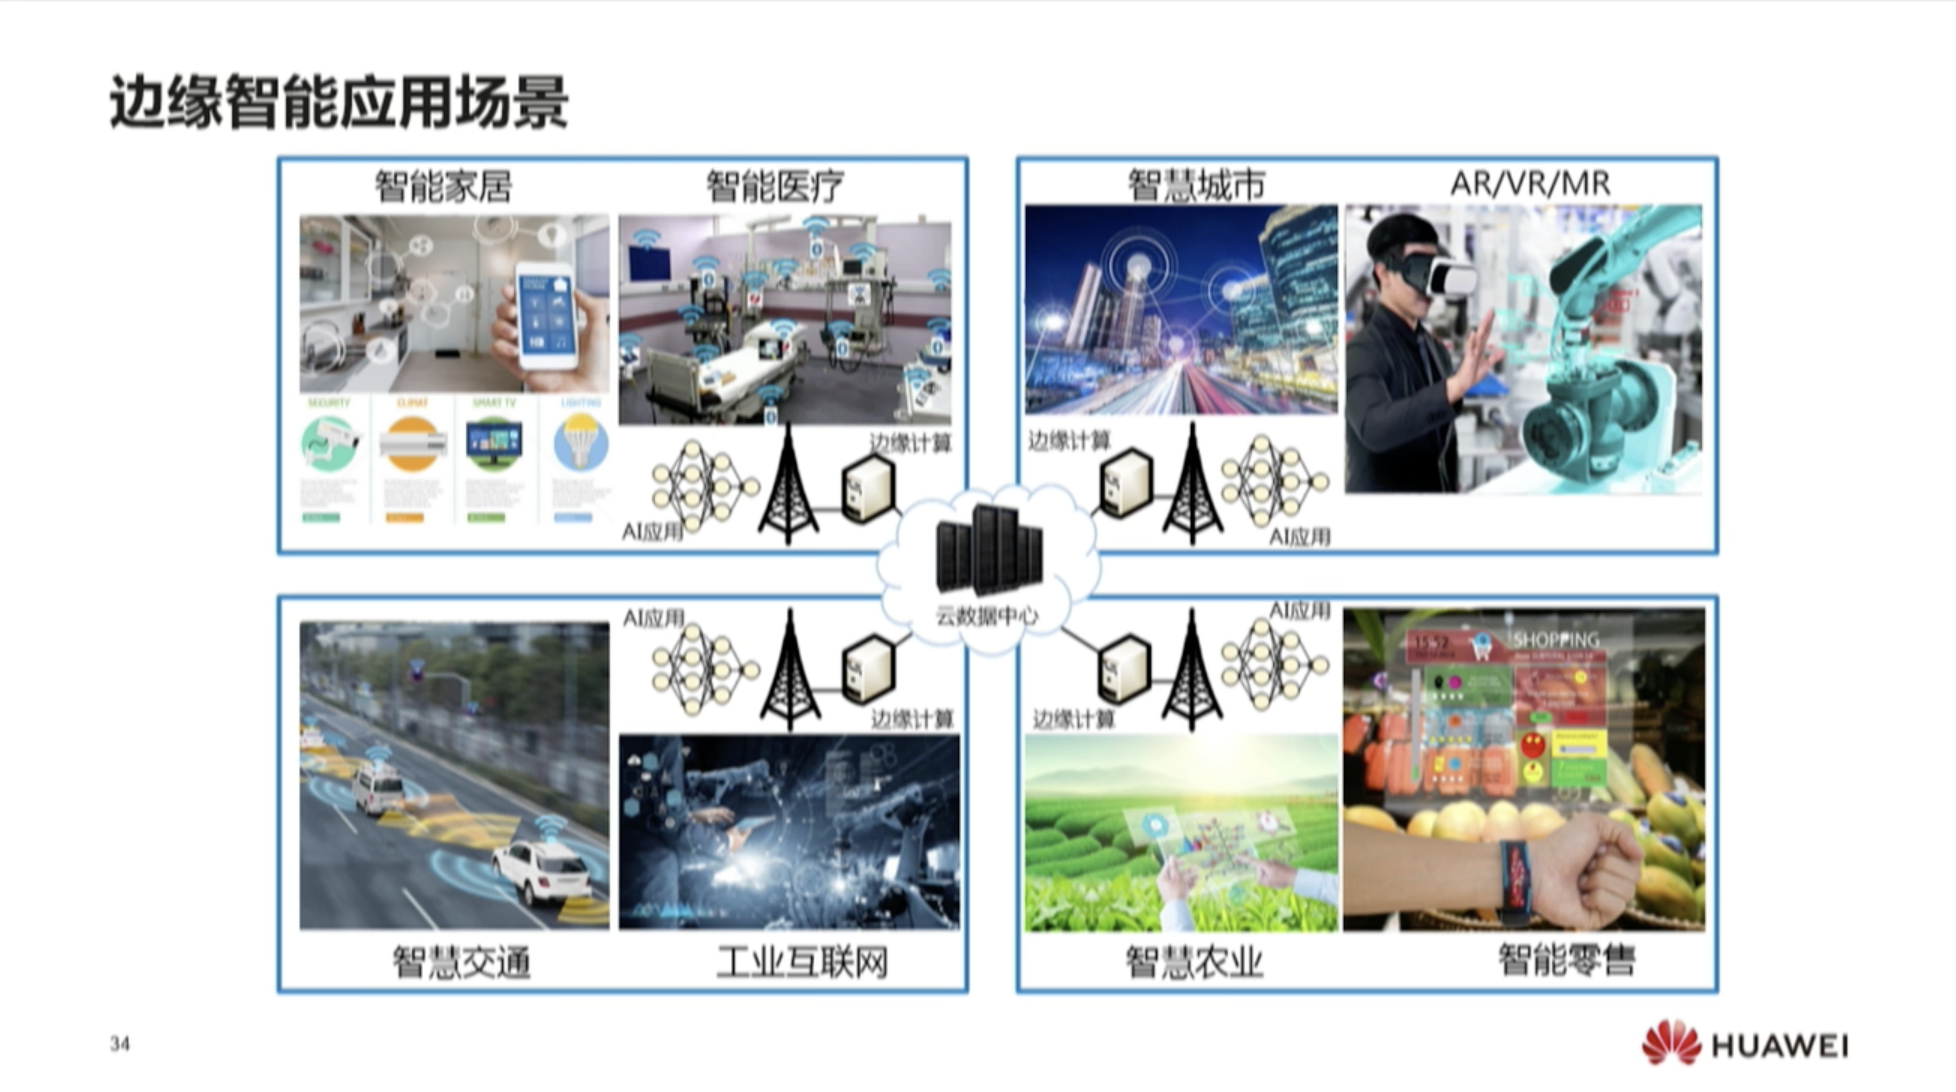 边缘智能应用场景
智能家居
智能医疗
SECURITY
CLIMAT
SMART TV
LIGHTING
边缘计算
AI应用
智慧城市
AR/VR/MR
边缘计算
AI应用
云数据中心
AI应用
边缘计算
智慧交通
工业互联网
AI应用
边缘计算
15:52
SHOPPING
智慧农业
智能零售
34
HUAWEI